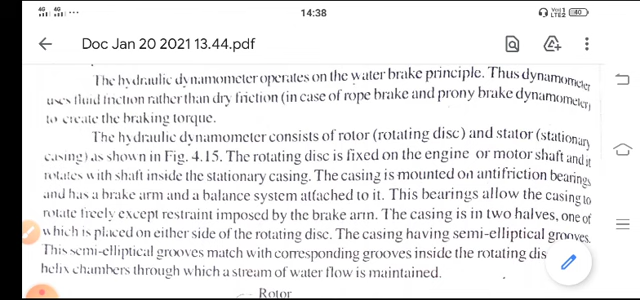 4G 4G ... 14:38 Vo)) 1 LTE2 40
Doc Jan 20 2021 13.44.pdf
The hydraulic dynamometer operates on the water brake principle. Thus dynamometer
uses fluid friction rather than dry friction (in case of rope brake and prony brake dynamometer)
to create the braking torque.
The hydraulic dynamometer consists of rotor (rotating disc) and stator (stationary
casing) as shown in Fig. 4.15. The rotating disc is fixed on the engine or motor shaft and it
rotates with shaft inside the stationary casing. The casing is mounted on antifriction bearings
and has a brake arm and a balance system attached to it. This bearings allow the casing to
rotate freely except restraint imposed by the brake arm. The casing is in two halves, one of
which is placed on either side of the rotating disc. The casing having semi-elliptical grooves.
This semi-elliptical grooves match with corresponding grooves inside the rotating dis
helix chambers through which a stream of water flow is maintained.
Rotor